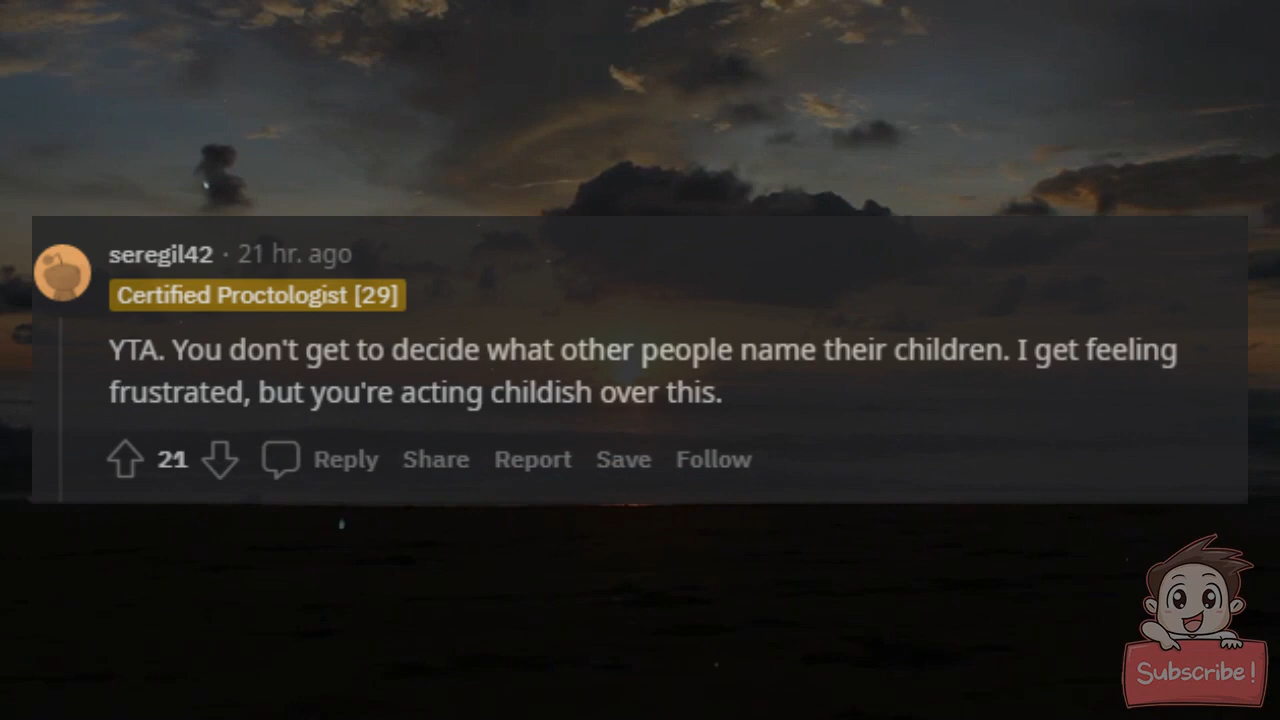 seregil42 · 21 hr. ago
Certified Proctologist [29]
YTA. You don't get to decide what other people name their children. I get feeling
frustrated, but you're acting childish over this.
21 Reply Share Report Save Follow
Subscribe!